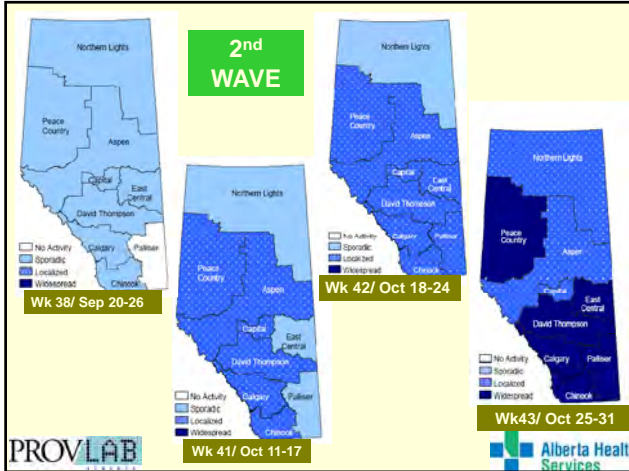 2nd
WAVE
Northern Lights
Peace
Country
Aspen
Capital
East
Central
David Thompson
Calgary
Palliser
Chinook
No Activity
Sporadic
Localized
Widespread
Wk 38/ Sep 20-26
Northern Lights
Peace
Country
Aspen
Capital
East
Central
David Thompson
Calgary
Palliser
Chinook
No Activity
Sporadic
Localized
Widespread
Wk 41/ Oct 11-17
Northern Lights
Peace
Country
Aspen
Capital
East
Central
David Thompson
Calgary
Palliser
Chinook
No Activity
Sporadic
Localized
Widespread
Wk 42/ Oct 18-24
Northern Lights
Peace
Country
Aspen
Capital
East
Central
David Thompson
Calgary
Palliser
Chinook
No Activity
Sporadic
Localized
Widespread
Wk43/ Oct 25-31
PROVLAB
ALBERTA
Alberta Healt
Services